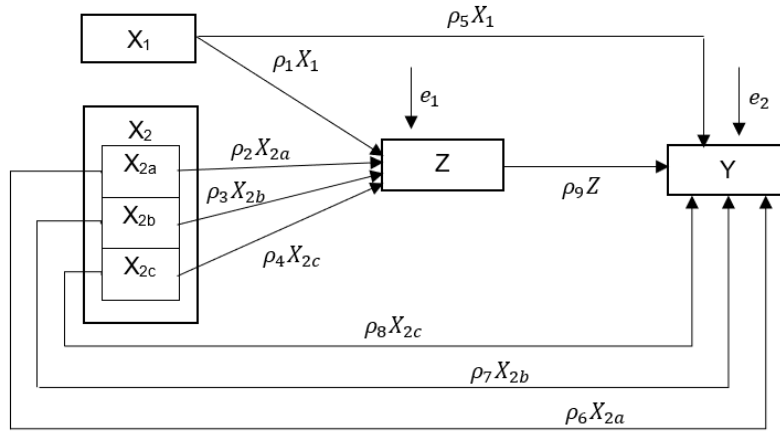 X₁
ρ₅X₁
ρ₁X₁
e₁
e₂
X₂
X₂ₐ
ρ₂X₂ₐ
Z
Y
ρ₃X₂b
ρ₉Z
X₂b
X₂c
ρ₄X₂c
ρ₈X₂c
ρ₇X₂b
ρ₆X₂ₐ